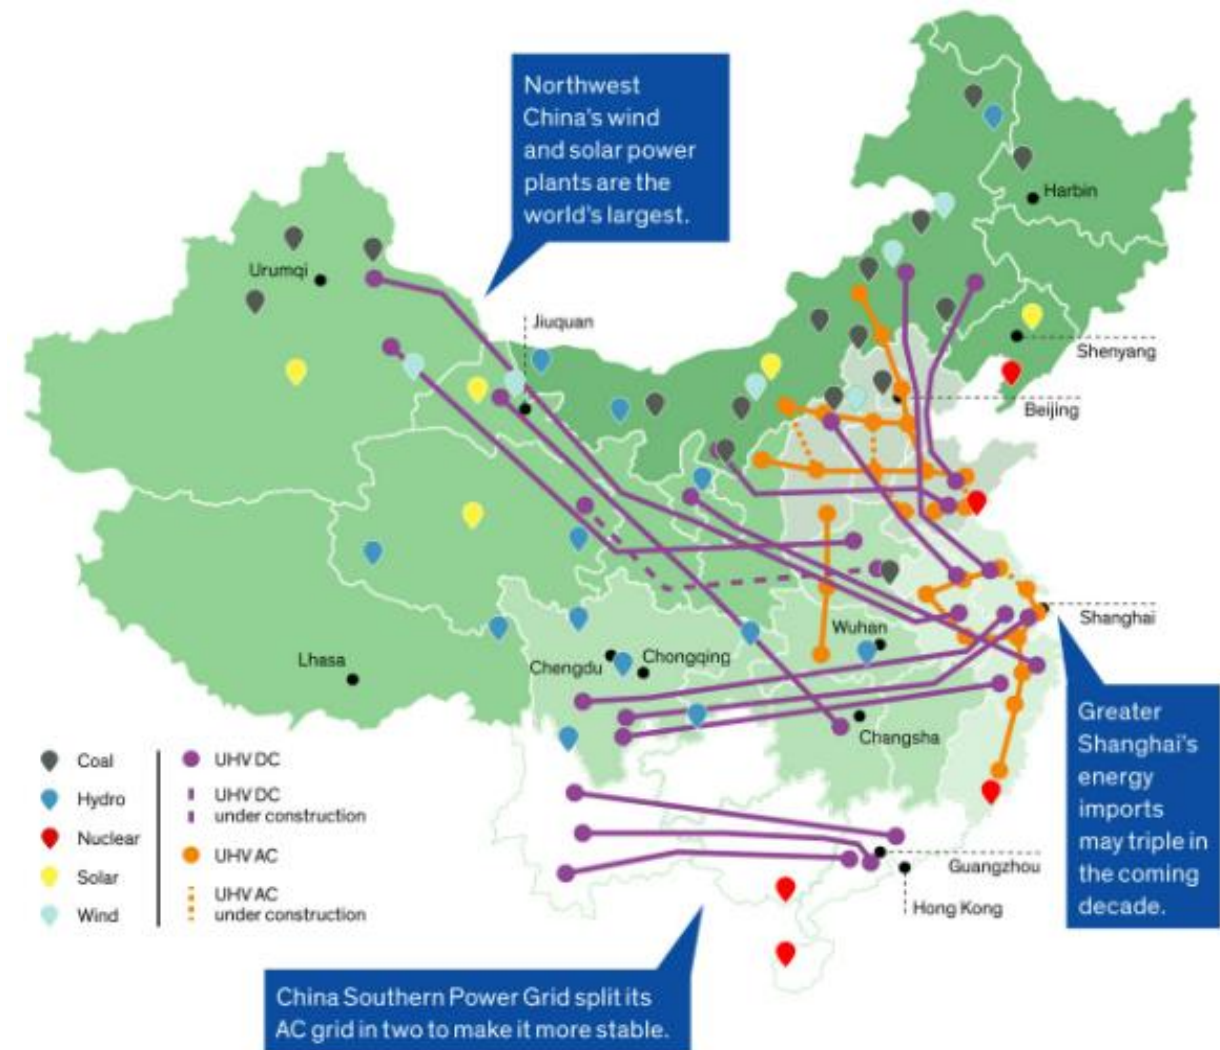 Northwest
China's wind
and solar power
plants are the
world's largest.
Harbin
Urumqi
Jiuquan
Shenyang
Beijing
Shanghai
Wuhan
Lhasa
Chengdu
Chongqing
Changsha
Greater
Shanghai's
energy
imports
may triple in
the coming
decade.
Coal
Hydro
Nuclear
Solar
Wind
UHV DC
UHV DC
under construction
UHV AC
UHV AC
under construction
Guangzhou
Hong Kong
China Southern Power Grid split its
AC grid in two to make it more stable.